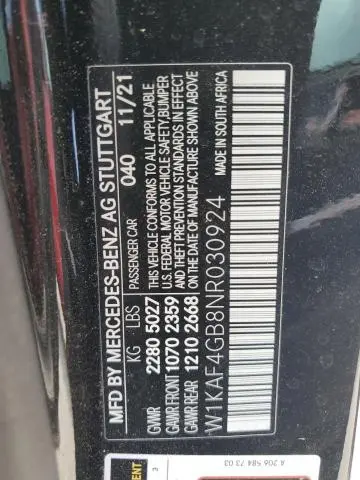 MFD BY MERCEDES-BENZ AG STUTTGART
PASSENGER CAR 040 11/21
KG LBS
GVWR 2280 5027
GAWR FRONT 1070 2359
GAWR REAR 1210 2668
THIS VEHICLE CONFORMS TO ALL APPLICABLE
U.S. FEDERAL MOTOR VEHICLE SAFETY,BUMPER
AND THEFT PREVENTION STANDARDS IN EFFECT
ON THE DATE OF MANUFACTURE SHOWN ABOVE
MADE IN SOUTH AFRICA
W1KAF4GB8NR030924
A 206 584 73 03
3